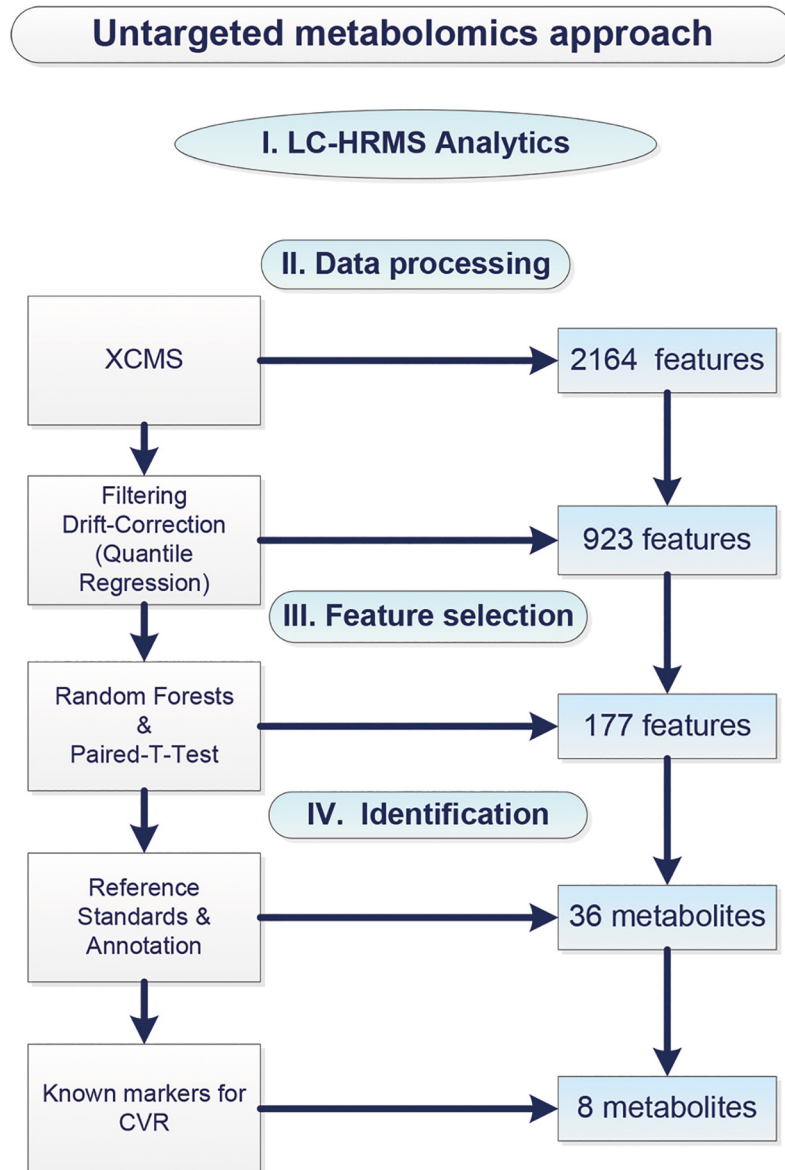 Untargeted metabolomics approach
I. LC-HRMS Analytics
II. Data processing
XCMS
2164 features
Filtering
Drift-Correction
(Quantile
Regression)
923 features
III. Feature selection
Random Forests
&
Paired-T-Test
177 features
IV. Identification
Reference
Standards &
Annotation
36 metabolites
Known markers for
CVR
8 metabolites